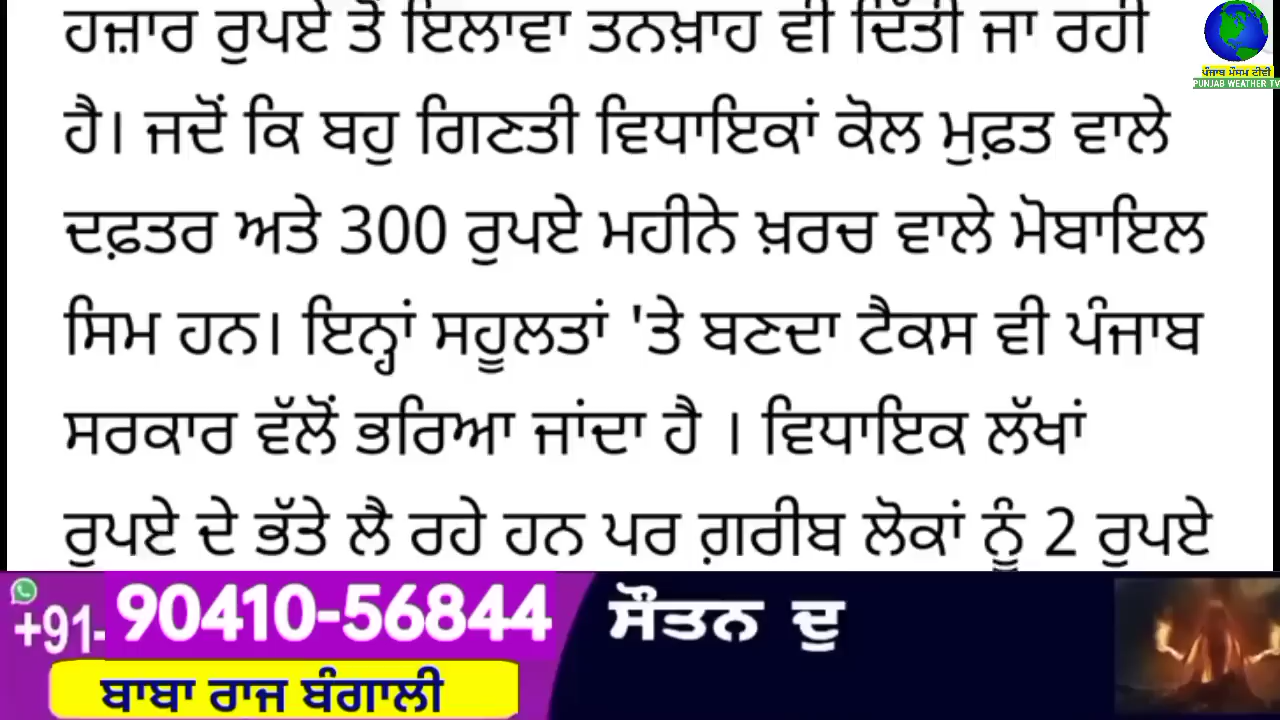 ਹਜ਼ਾਰ ਰੁਪਏ ਤੋਂ ਇਲਾਵਾ ਤਨਖ਼ਾਹ ਵੀ ਦਿੱਤੀ ਜਾ ਰਹੀ
ਹੈ। ਜਦੋਂ ਕਿ ਬਹੁ ਗਿਣਤੀ ਵਿਧਾਇਕਾਂ ਕੋਲ ਮੁਫ਼ਤ ਵਾਲੇ
ਦਫ਼ਤਰ ਅਤੇ 300 ਰੁਪਏ ਮਹੀਨੇ ਖ਼ਰਚ ਵਾਲੇ ਮੋਬਾਇਲ
ਸਿਮ ਹਨ। ਇਨ੍ਹਾਂ ਸਹੂਲਤਾਂ 'ਤੇ ਬਣਦਾ ਟੈਕਸ ਵੀ ਪੰਜਾਬ
ਸਰਕਾਰ ਵੱਲੋਂ ਭਰਿਆ ਜਾਂਦਾ ਹੈ । ਵਿਧਾਇਕ ਲੱਖਾਂ
ਰੁਪਏ ਦੇ ਭੱਤੇ ਲੈ ਰਹੇ ਹਨ ਪਰ ਗ਼ਰੀਬ ਲੋਕਾਂ ਨੂੰ 2 ਰੁਪਏ
ਪੰਜਾਬ ਮੌਸਮ ਟੀਵੀ
PUNJAB WEATHER TV
+91- 90410-56844
ਬਾਬਾ ਰਾਜ ਬੰਗਾਲੀ
ਸੌਤਨ ਦੁ